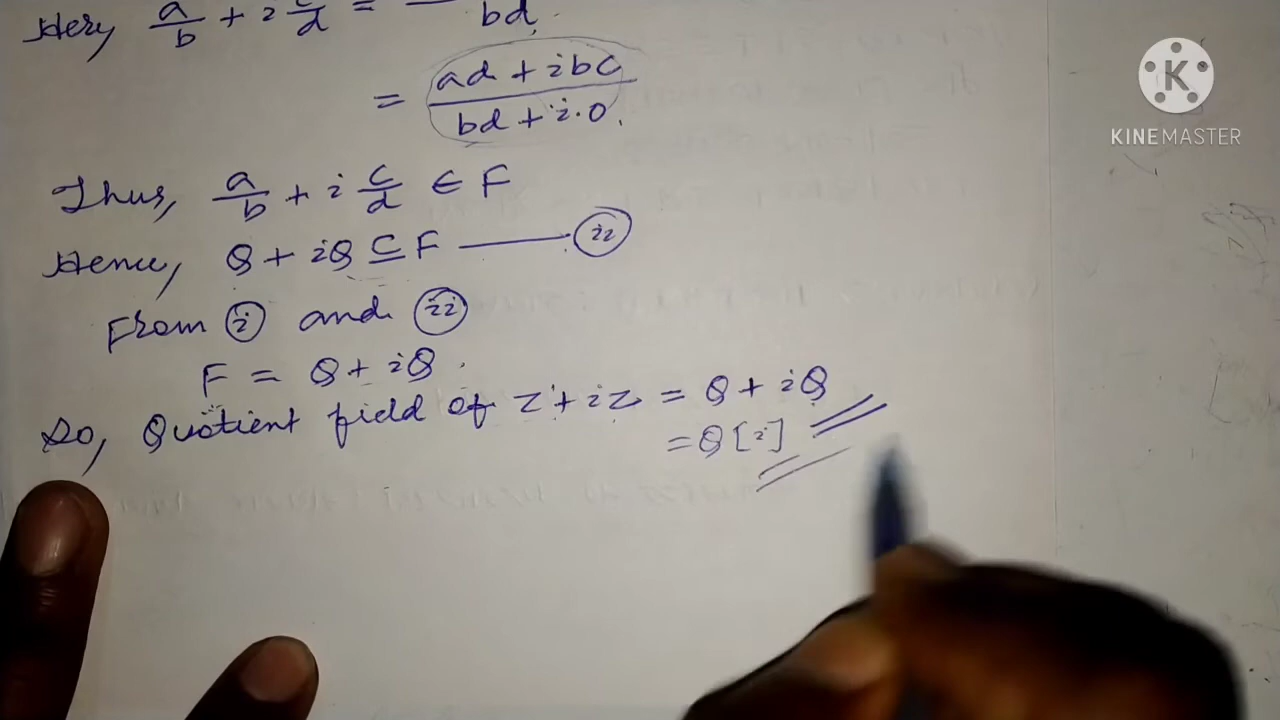 Here, a/b + i c/d = bd.
= (ad + ibc)/(bd + i.0).
K
KINEMASTER
Thus, a/b + i c/d ∈ F
Hence, Q + iQ ⊆ F —— (ii)
From (i) and (ii)
F = Q + iQ.
So, Quotient field of Z + iZ = Q + iQ
= Q[i]